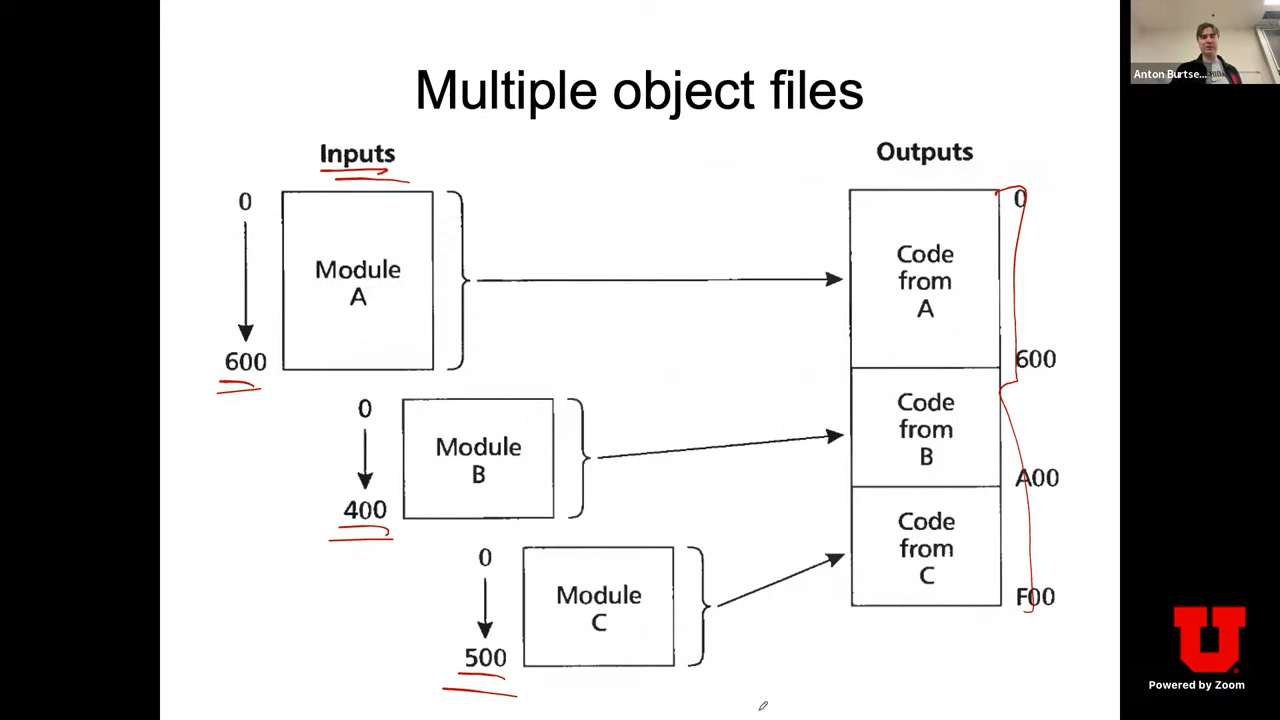 Multiple object files
Inputs
Outputs
0
Module
A
600
0
Module
B
400
0
Module
C
500
Code
from
A
Code
from
B
Code
from
C
0
600
A00
F00
Anton Burtse...
U
Powered by Zoom